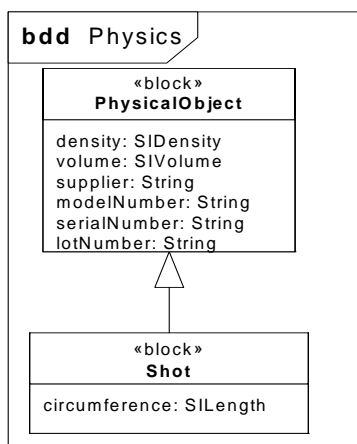 bdd Physics
«block»
PhysicalObject
density: SIDensity
volume: SIVolume
supplier: String
modelNumber: String
serialNumber: String
lotNumber: String
«block»
Shot
circumference: SILength